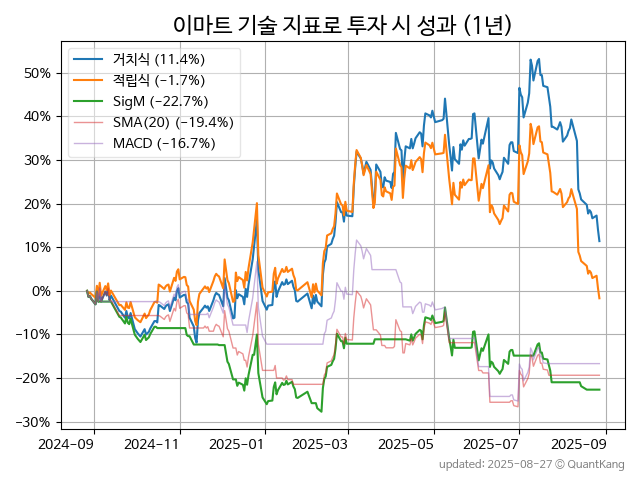 이마트 기술 지표로 투자 시 성과 (1년)
거치식 (11.4%)
적립식 (−1.7%)
SigM (−22.7%)
SMA(20) (−19.4%)
MACD (−16.7%)
50%
40%
30%
20%
10%
0%
−10%
−20%
−30%
2024-09 2024-11 2025-01 2025-03 2025-05 2025-07 2025-09
updated: 2025-08-27 © QuantKang